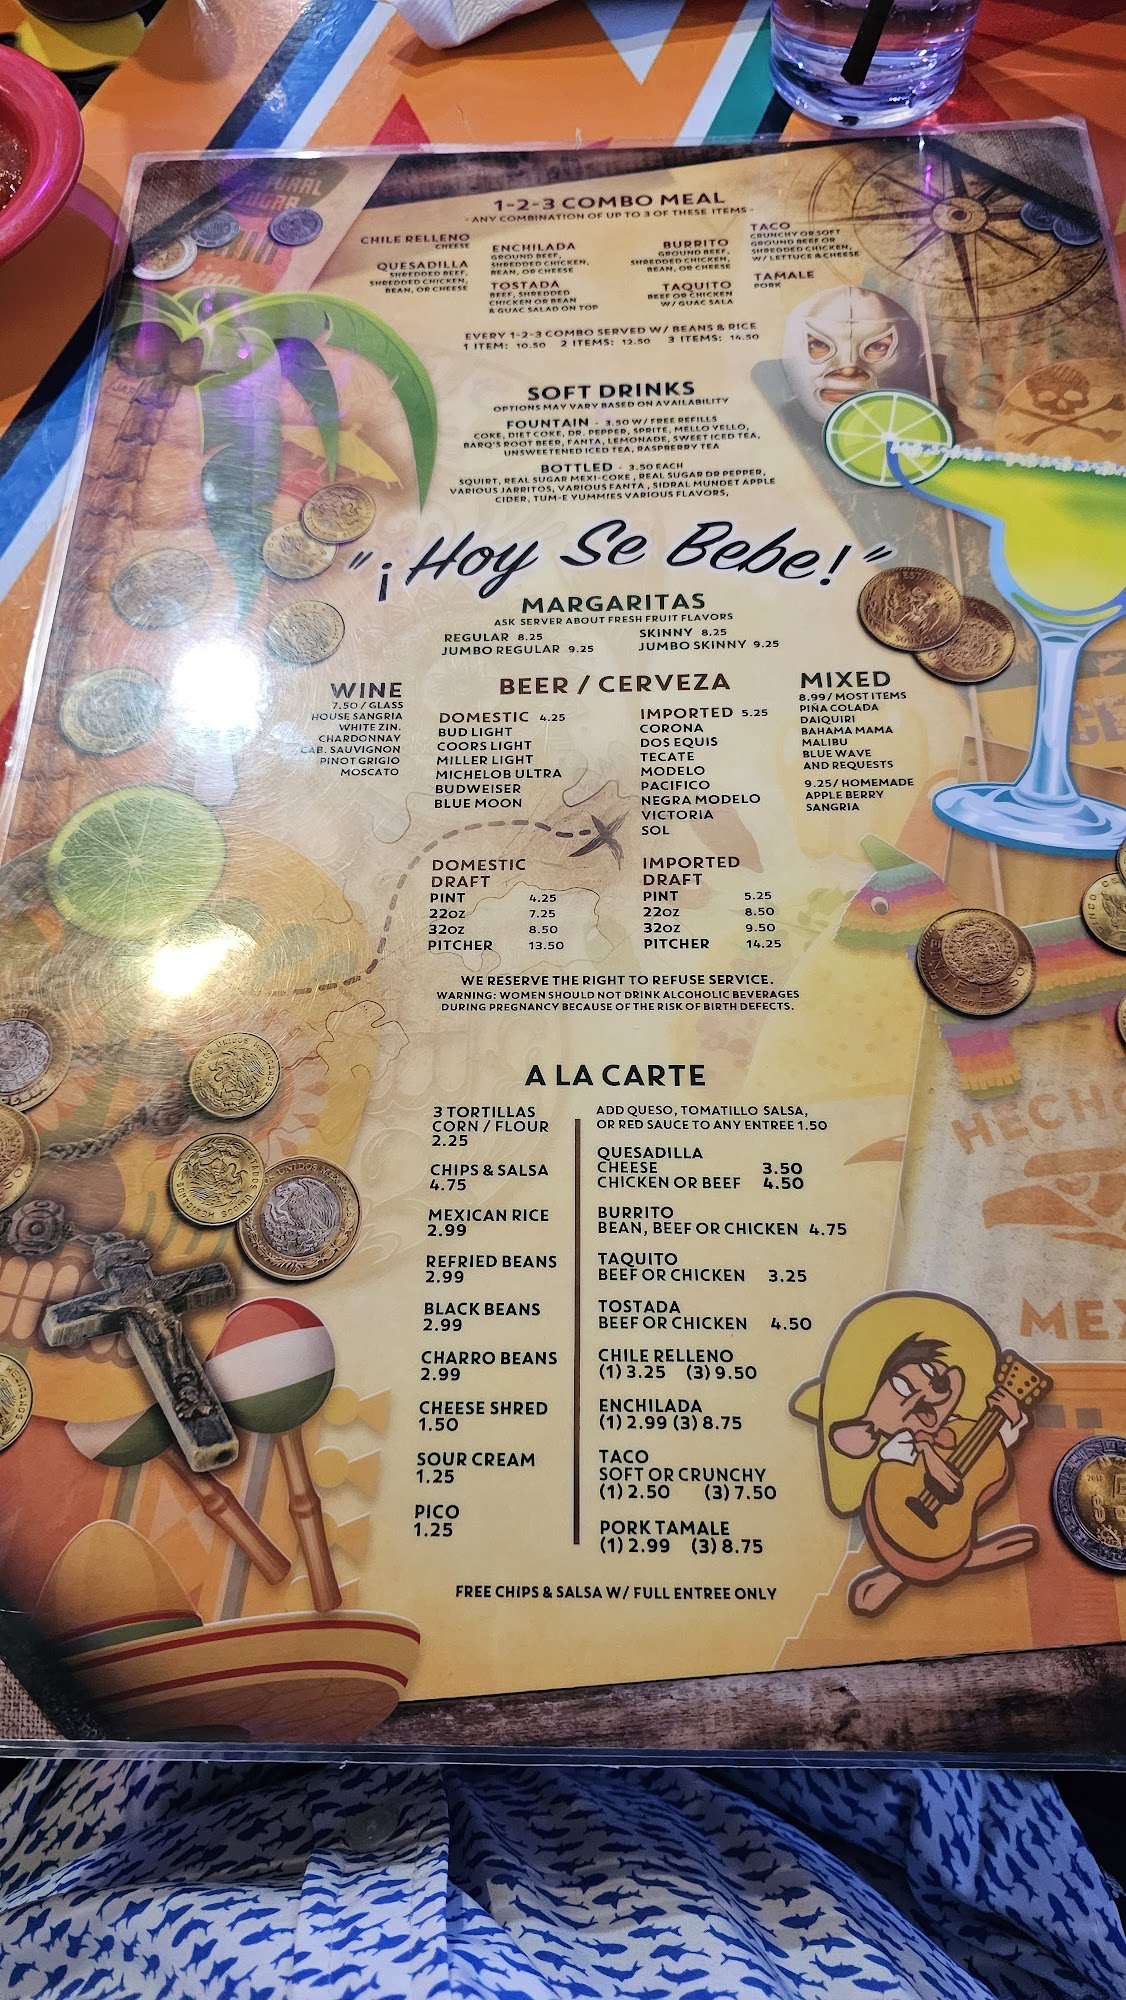 1-2-3 COMBO MEAL
- ANY COMBINATION OF UP TO 3 OF THESE ITEMS -
CHILE RELLENO
CHEESE
QUESADILLA
SHREDDED BEEF,
SHREDDED CHICKEN,
BEAN, OR CHEESE
ENCHILADA
GROUND BEEF,
SHREDDED CHICKEN,
BEAN, OR CHEESE
TOSTADA
BEEF, SHREDDED
CHICKEN OR BEAN
& GUAC SALAD ON TOP
BURRITO
GROUND BEEF,
SHREDDED CHICKEN,
BEAN, OR CHEESE
TAQUITO
BEEF OR CHICKEN
W/ GUAC SALA
TACO
CRUNCHY OR SOFT
GROUND BEEF OR
SHREDDED CHICKEN,
W/ LETTUCE & CHEESE
TAMALE
PORK
EVERY 1-2-3 COMBO SERVED W/ BEANS & RICE
1 ITEM: 10.50 2 ITEMS: 12.50 3 ITEMS: 14.50
SOFT DRINKS
OPTIONS MAY VARY BASED ON AVAILABILITY
FOUNTAIN - 3.50 W/ FREE REFILLS
COKE, DIET COKE, DR. PEPPER, SPRITE, MELLO YELLO,
BARQ'S ROOT BEER, FANTA, LEMONADE, SWEET ICED TEA,
UNSWEETENED ICED TEA, RASPBERRY TEA
BOTTLED - 3.50 EACH
SQUIRT, REAL SUGAR MEXI-COKE, REAL SUGAR DR PEPPER,
VARIOUS JARRITOS, VARIOUS FANTA, SIDRAL MUNDET APPLE
CIDER, TUM-E YUMMIES VARIOUS FLAVORS,
"¡Hoy Se Bebe!"
MARGARITAS
ASK SERVER ABOUT FRESH FRUIT FLAVORS
REGULAR 8.25
JUMBO REGULAR 9.25
SKINNY 8.25
JUMBO SKINNY 9.25
WINE
7.50 / GLASS
HOUSE SANGRIA
WHITE ZIN.
CHARDONNAY
CAB. SAUVIGNON
PINOT GRIGIO
MOSCATO
BEER / CERVEZA
DOMESTIC 4.25
BUD LIGHT
COORS LIGHT
MILLER LIGHT
MICHELOB ULTRA
BUDWEISER
BLUE MOON
IMPORTED 5.25
CORONA
DOS EQUIS
TECATE
MODELO
PACIFICO
NEGRA MODELO
VICTORIA
SOL
MIXED
8.99 / MOST ITEMS
PIÑA COLADA
DAIQUIRI
BAHAMA MAMA
MALIBU
BLUE WAVE
AND REQUESTS
9.25 / HOMEMADE
APPLE BERRY
SANGRIA
DOMESTIC
DRAFT
PINT 4.25
22oz 7.25
32oz 8.50
PITCHER 13.50
IMPORTED
DRAFT
PINT 5.25
22oz 8.50
32oz 9.50
PITCHER 14.25
WE RESERVE THE RIGHT TO REFUSE SERVICE.
WARNING: WOMEN SHOULD NOT DRINK ALCOHOLIC BEVERAGES
DURING PREGNANCY BECAUSE OF THE RISK OF BIRTH DEFECTS.
A LA CARTE
3 TORTILLAS
CORN / FLOUR
2.25
CHIPS & SALSA
4.75
MEXICAN RICE
2.99
REFRIED BEANS
2.99
BLACK BEANS
2.99
CHARRO BEANS
2.99
CHEESE SHRED
1.50
SOUR CREAM
1.25
PICO
1.25
ADD QUESO, TOMATILLO SALSA,
OR RED SAUCE TO ANY ENTREE 1.50
QUESADILLA
CHEESE 3.50
CHICKEN OR BEEF 4.50
BURRITO
BEAN, BEEF OR CHICKEN 4.75
TAQUITO
BEEF OR CHICKEN 3.25
TOSTADA
BEEF OR CHICKEN 4.50
CHILE RELLENO
(1) 3.25 (3) 9.50
ENCHILADA
(1) 2.99 (3) 8.75
TACO
SOFT OR CRUNCHY
(1) 2.50 (3) 7.50
PORK TAMALE
(1) 2.99 (3) 8.75
FREE CHIPS & SALSA W/ FULL ENTREE ONLY
HECH
MEX